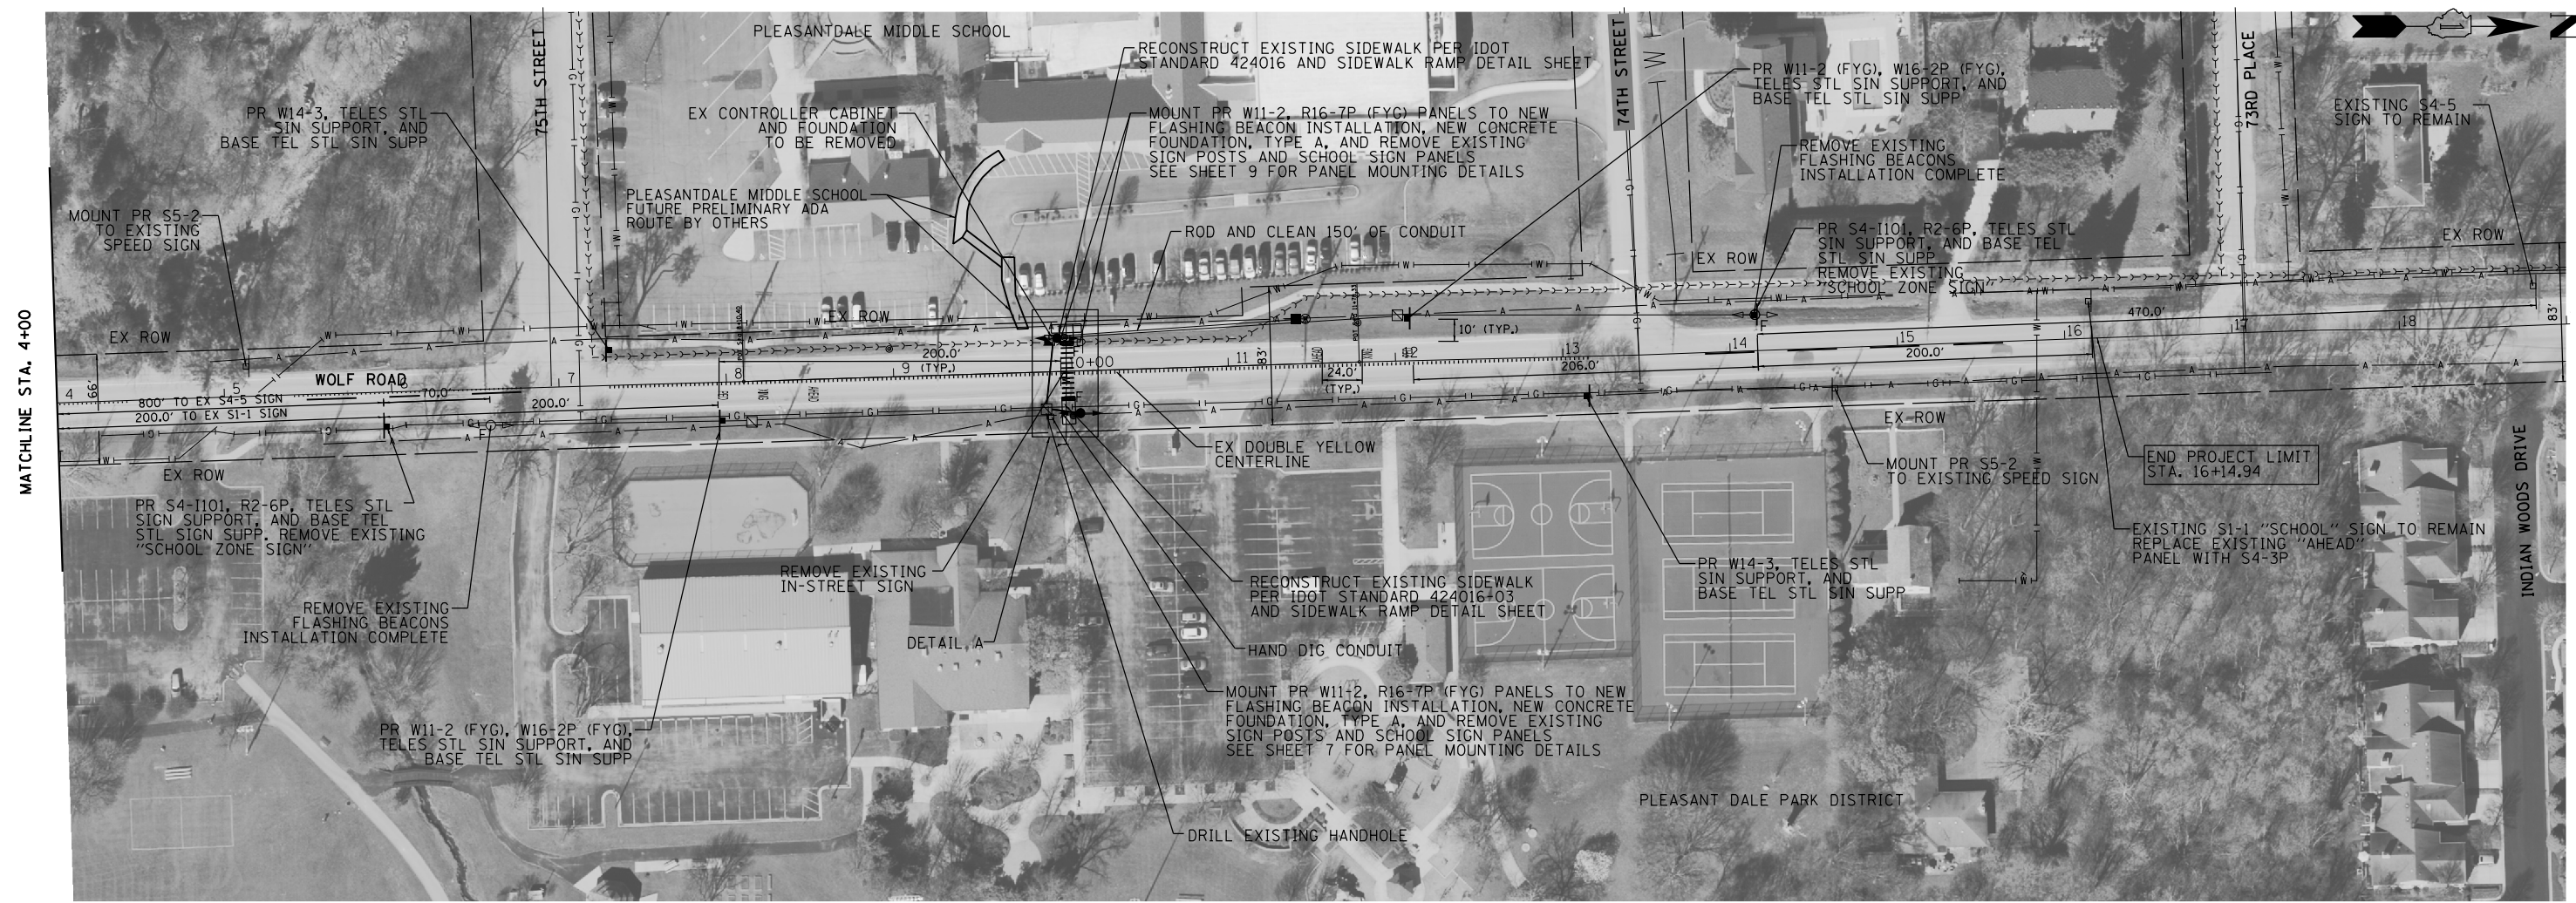 PLEASANTDALE MIDDLE SCHOOL
75TH STREET
74TH STREET
73RD PLACE
RECONSTRUCT EXISTING SIDEWALK PER IDOT
STANDARD 424016 AND SIDEWALK RAMP DETAIL SHEET
PR W11-2 (FYG), W16-2P (FYG),
TELES STL SIN SUPPORT, AND
BASE TEL STL SIN SUPP
EXISTING S4-5
SIGN TO REMAIN
PR W14-3, TELES STL
SIN SUPPORT, AND
BASE TEL STL SIN SUPP
EX CONTROLLER CABINET
AND FOUNDATION
TO BE REMOVED
MOUNT PR W11-2, R16-7P (FYG) PANELS TO NEW
FLASHING BEACON INSTALLATION, NEW CONCRETE
FOUNDATION, TYPE A, AND REMOVE EXISTING
SIGN POSTS AND SCHOOL SIGN PANELS
SEE SHEET 9 FOR PANEL MOUNTING DETAILS
REMOVE EXISTING
FLASHING BEACONS
INSTALLATION COMPLETE
PLEASANTDALE MIDDLE SCHOOL
FUTURE PRELIMINARY ADA
ROUTE BY OTHERS
MOUNT PR S5-2
TO EXISTING
SPEED SIGN
ROD AND CLEAN 150' OF CONDUIT
PR S4-I101, R2-6P, TELES STL
SIN SUPPORT, AND BASE TEL
STL SIN SUPP
REMOVE EXISTING
"SCHOOL ZONE SIGN"
EX ROW
EX ROW
EX ROW
EX ROW
MATCHLINE STA. 4+00
10' (TYP.)
470.0'
83'
83'
66'
200.0'
(TYP.)
24.0'
(TYP.)
206.0'
200.0'
WOLF ROAD
4
5
6
7
8
9
0+00
11
12
13
14
15
16
17
18
800' TO EX S4-5 SIGN
70.0'
200.0'
200.0' TO EX S1-1 SIGN
EX ROW
EX ROW
EX DOUBLE YELLOW
CENTERLINE
MOUNT PR S5-2
TO EXISTING SPEED SIGN
END PROJECT LIMIT
STA. 16+14.94
INDIAN WOODS DRIVE
PR S4-I101, R2-6P, TELES STL
SIGN SUPPORT, AND BASE TEL
STL SIGN SUPP. REMOVE EXISTING
"SCHOOL ZONE SIGN"
EXISTING S1-1 "SCHOOL" SIGN TO REMAIN
REPLACE EXISTING "AHEAD"
PANEL WITH S4-3P
REMOVE EXISTING
IN-STREET SIGN
RECONSTRUCT EXISTING SIDEWALK
PER IDOT STANDARD 424016-03
AND SIDEWALK RAMP DETAIL SHEET
PR W14-3, TELES STL
SIN SUPPORT, AND
BASE TEL STL SIN SUPP
REMOVE EXISTING
FLASHING BEACONS
INSTALLATION COMPLETE
DETAIL A
HAND DIG CONDUIT
MOUNT PR W11-2, R16-7P (FYG) PANELS TO NEW
FLASHING BEACON INSTALLATION, NEW CONCRETE
FOUNDATION, TYPE A, AND REMOVE EXISTING
SIGN POSTS AND SCHOOL SIGN PANELS
SEE SHEET 7 FOR PANEL MOUNTING DETAILS
PR W11-2 (FYG), W16-2P (FYG),
TELES STL SIN SUPPORT, AND
BASE TEL STL SIN SUPP
PLEASANT DALE PARK DISTRICT
DRILL EXISTING HANDHOLE